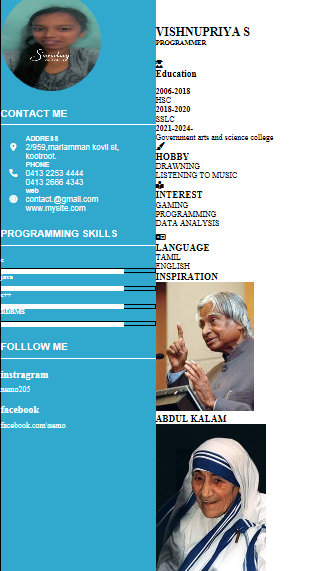 Sunday
CONTACT ME
ADDRESS
2/959,mariamman kovil st,
kootroot.
PHONE
0413 2253 4444
0413 2666 4343
web
contact.@gmail.com
www.mysite.com
PROGRAMMING SKILLS
c
java
c++
FOLLLOW ME
instragram
nemo205
facebook
facebook.com/nemo
VISHNUPRIYA S
PROGRAMMER
Education
2006-2018
HSC
2018-2020
SSLC
2021-2024-
Government arts and science college
HOBBY
DRAWNING
LISTENING TO MUSIC
INTEREST
GAMING
PROGRAMMING
DATA ANALYSIS
LANGUAGE
TAMIL
ENGLISH
INSPIRATION
ABDUL KALAM